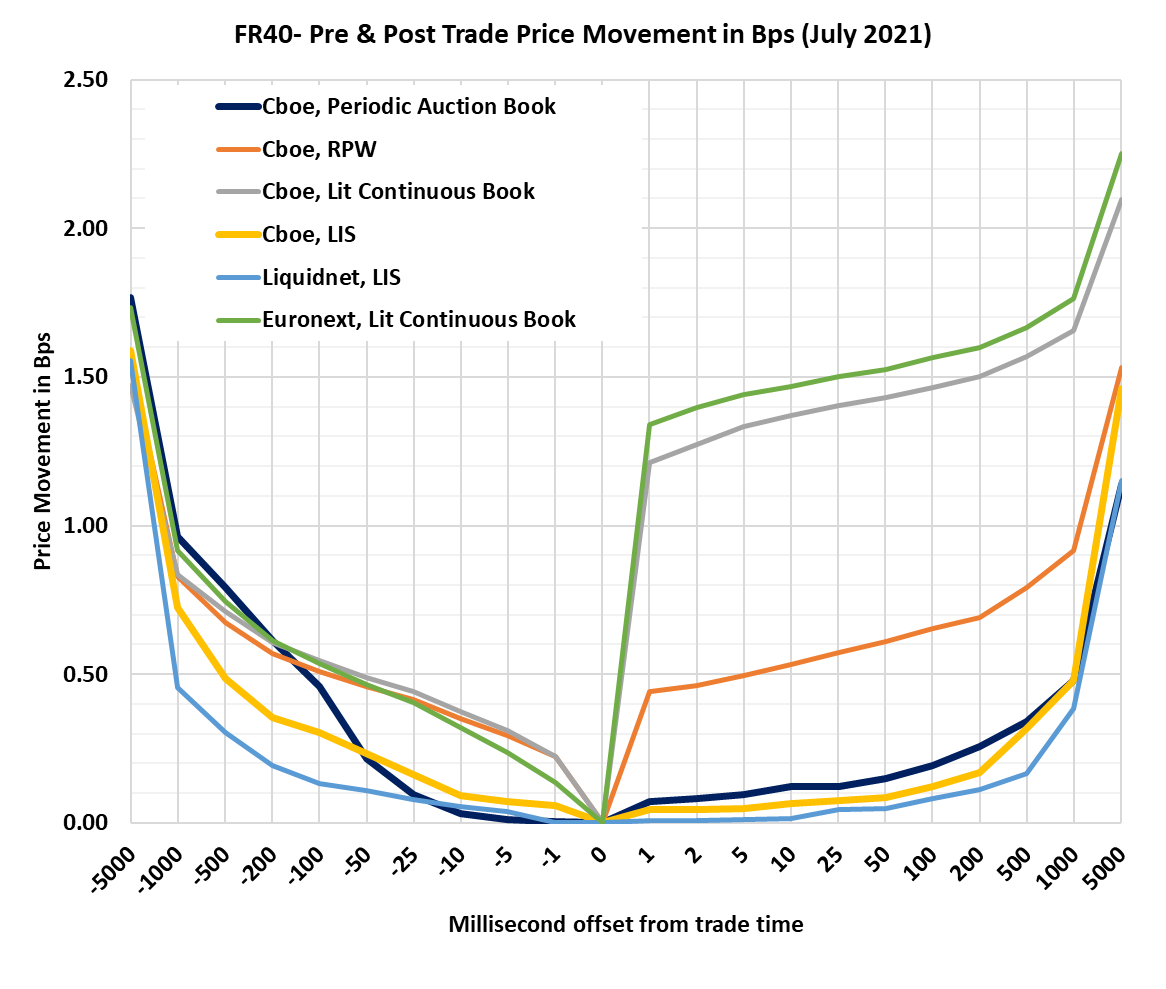 FR40- Pre & Post Trade Price Movement in Bps (July 2021)
2.50
2.00
1.50
1.00
0.50
0.00
Price Movement in Bps
Cboe, Periodic Auction Book
Cboe, RPW
Cboe, Lit Continuous Book
Cboe, LIS
Liquidnet, LIS
Euronext, Lit Continuous Book
-5000 -1000 -500 -200 -100 -50 -25 -10 -5 -1 0 1 2 5 10 25 50 100 200 500 1000 5000
Millisecond offset from trade time